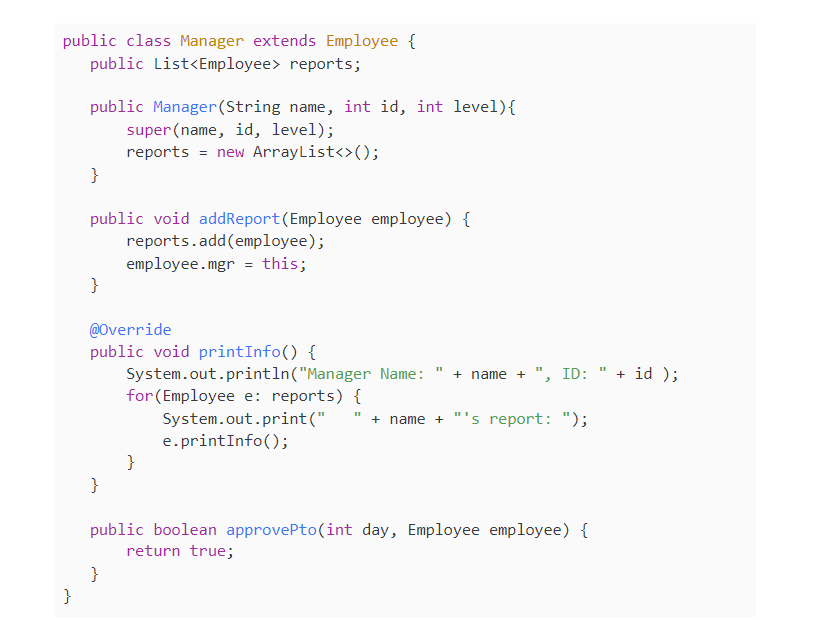 public class Manager extends Employee {
   public List<Employee> reports;

   public Manager(String name, int id, int level){
       super(name, id, level);
       reports = new ArrayList<>();
   }

   public void addReport(Employee employee) {
       reports.add(employee);
       employee.mgr = this;
   }

   @Override
   public void printInfo() {
       System.out.println("Manager Name: " + name + ", ID: " + id );
       for(Employee e: reports) {
           System.out.print("   " + name + "'s report: ");
           e.printInfo();
       }
   }

   public boolean approvePto(int day, Employee employee) {
       return true;
   }
}